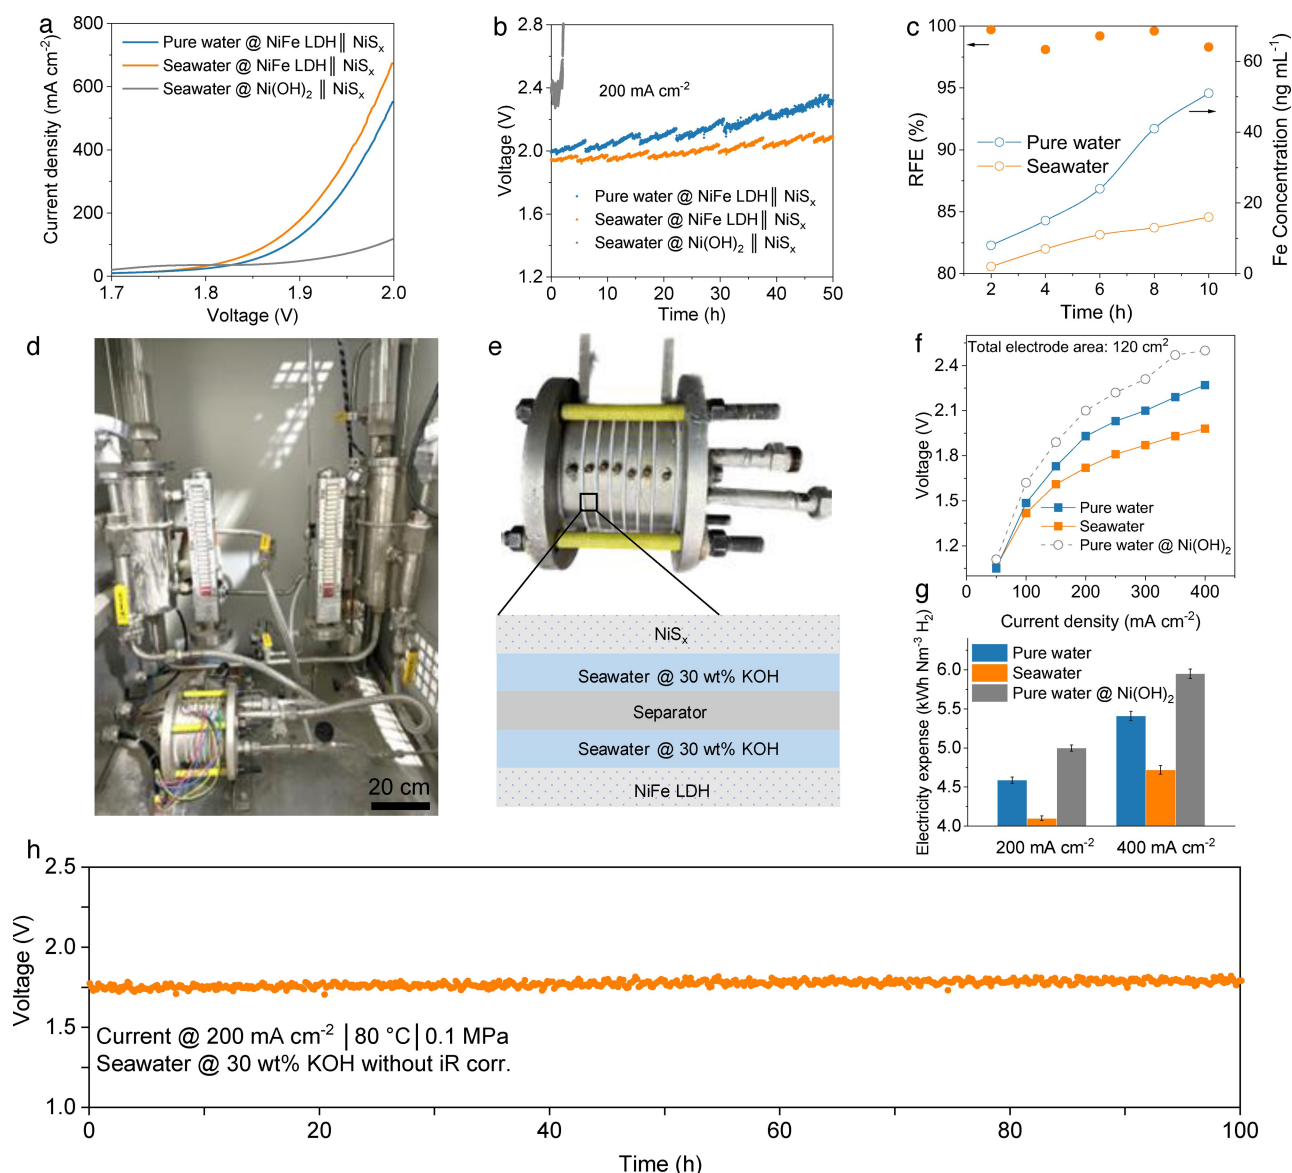 a
800
600
400
200
0
1.7
1.8
1.9
2.0
Current density (mA cm-2)
Voltage (V)
Pure water @ NiFe LDH‖ NiSx
Seawater @ NiFe LDH‖ NiSx
Seawater @ Ni(OH)2 ‖ NiSx
b
2.8
2.4
2.0
1.6
1.2
0
10
20
30
40
50
Voltage (V)
Time (h)
200 mA cm-2
Pure water @ NiFe LDH‖ NiSx
Seawater @ NiFe LDH‖ NiSx
Seawater @ Ni(OH)2 ‖ NiSx
c
100
95
90
85
80
2
4
6
8
10
60
40
20
0
RFE (%)
Time (h)
Fe Concentration (ng mL-1)
Pure water
Seawater
d
20 cm
e
NiSx
Seawater @ 30 wt% KOH
Separator
Seawater @ 30 wt% KOH
NiFe LDH
f
Total electrode area: 120 cm2
2.4
2.1
1.8
1.5
1.2
0
50
100
150
200
250
300
350
400
Voltage (V)
Current density (mA cm-2)
Pure water
Seawater
Pure water @ Ni(OH)2
g
6.0
5.5
5.0
4.5
4.0
Electricity expense (kWh Nm-3 H2)
Pure water
Seawater
Pure water @ Ni(OH)2
200 mA cm-2
400 mA cm-2
h
2.5
2.0
1.5
1.0
0
20
40
60
80
100
Voltage (V)
Time (h)
Current @ 200 mA cm-2 |80 °C|0.1 MPa
Seawater @ 30 wt% KOH without iR corr.